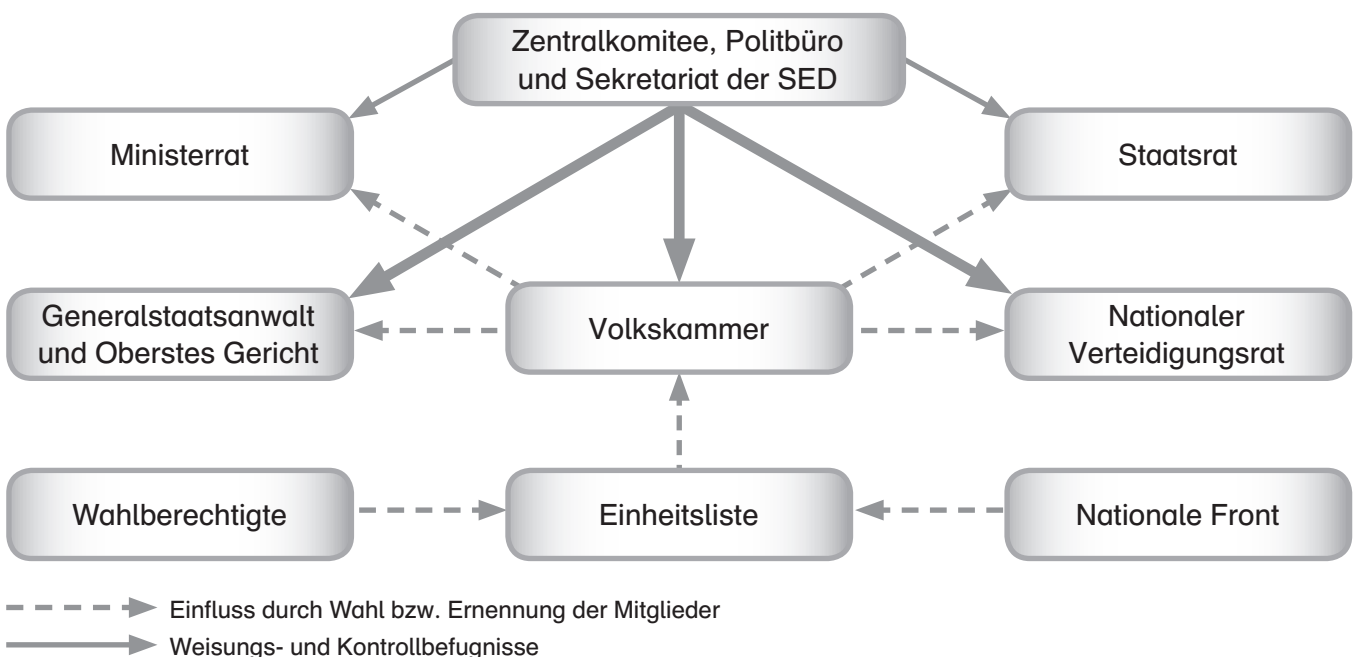 Zentralkomitee, Politbüro
und Sekretariat der SED
Ministerrat
Staatsrat
Generalstaatsanwalt
und Oberstes Gericht
Volkskammer
Nationaler
Verteidigungsrat
Wahlberechtigte
Einheitsliste
Nationale Front
Einfluss durch Wahl bzw. Ernennung der Mitglieder
Weisungs- und Kontrollbefugnisse